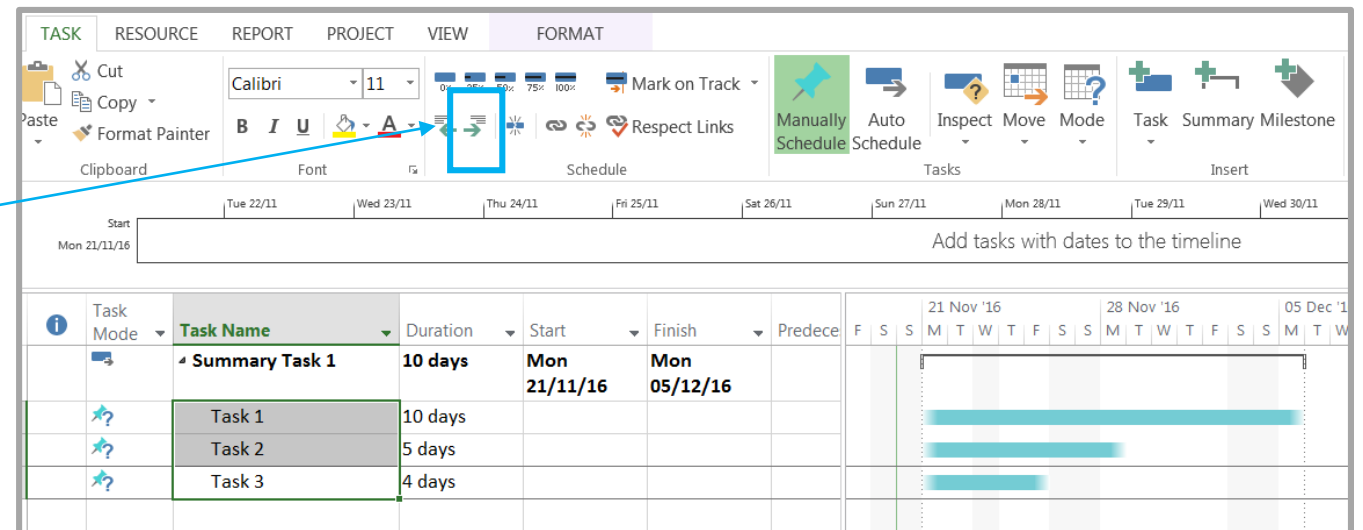 TASK RESOURCE REPORT PROJECT VIEW FORMAT
Cut
Copy
Paste
Format Painter
Clipboard
Calibri 11
B I U A
Font
0% 25% 50% 75% 100% Mark on Track
Respect Links
Schedule
Manually Schedule
Auto Schedule
Inspect Move Mode
Tasks
Task Summary Milestone
Insert
Tue 22/11 Wed 23/11 Thu 24/11 Fri 25/11 Sat 26/11 Sun 27/11 Mon 28/11 Tue 29/11 Wed 30/11
Start
Mon 21/11/16
Add tasks with dates to the timeline
Task Mode Task Name Duration Start Finish Predece
21 Nov '16 28 Nov '16 05 Dec '1
F S S M T W T F S S M T W T F S S M T W
Summary Task 1 10 days Mon 21/11/16 Mon 05/12/16
Task 1 10 days
Task 2 5 days
Task 3 4 days